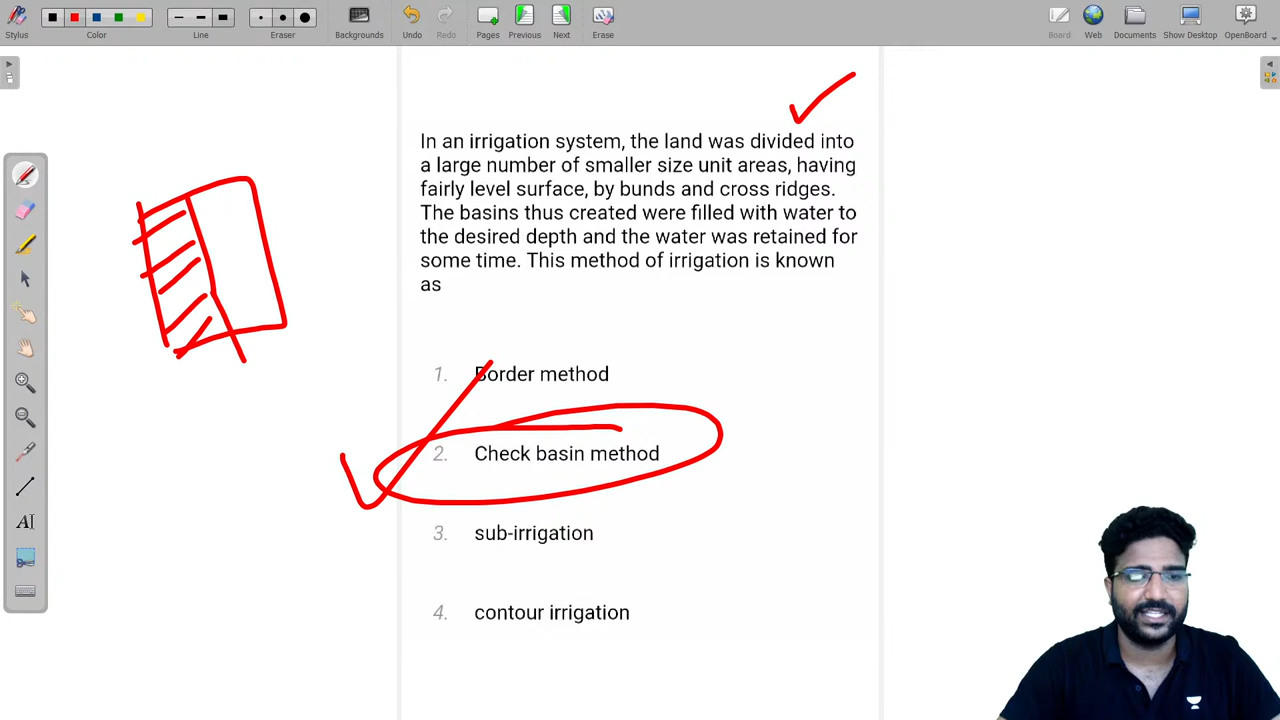 Stylus Color Line Eraser Backgrounds Undo Redo Pages Previous Next Erase Board Web Documents Show Desktop OpenBoard
In an irrigation system, the land was divided into
a large number of smaller size unit areas, having
fairly level surface, by bunds and cross ridges.
The basins thus created were filled with water to
the desired depth and the water was retained for
some time. This method of irrigation is known
as
1. Border method
2. Check basin method
3. sub-irrigation
4. contour irrigation